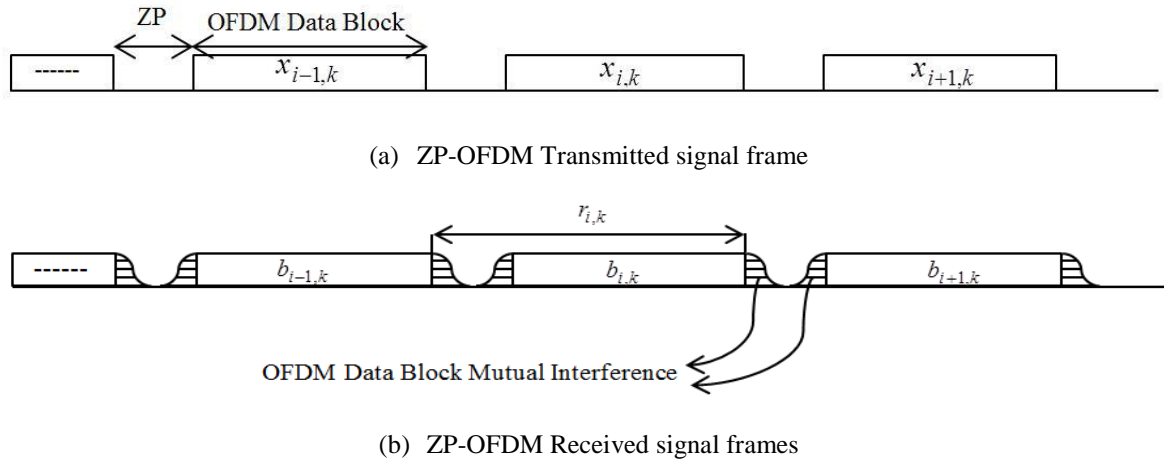 ZP
OFDM Data Block
------ x_{i-1,k} x_{i,k} x_{i+1,k}
(a) ZP-OFDM Transmitted signal frame
r_{i,k}
------ b_{i-1,k} b_{i,k} b_{i+1,k}
OFDM Data Block Mutual Interference
(b) ZP-OFDM Received signal frames